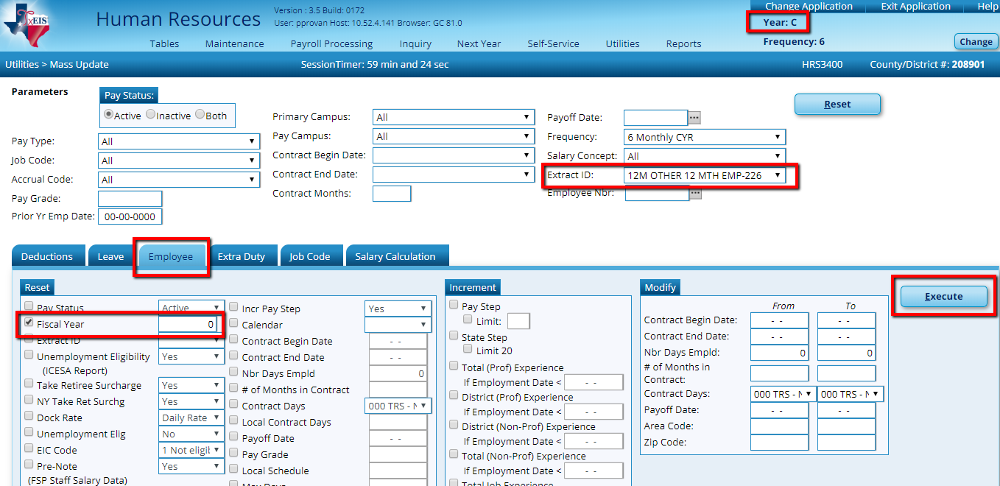 TxEIS
Human Resources
Version : 3.5 Build: 0172
User: pprovan Host: 10.52.4.141 Browser: GC 81.0
Change Application Exit Application Help
Year: C
Frequency: 6
Change
Tables Maintenance Payroll Processing Inquiry Next Year Self-Service Utilities Reports
Utilities > Mass Update SessionTimer: 59 min and 24 sec HRS3400 County/District #: 208901
Parameters
Pay Status:
Active Inactive Both
Pay Type: All
Job Code: All
Accrual Code: All
Pay Grade:
Prior Yr Emp Date: 00-00-0000
Primary Campus: All
Pay Campus: All
Contract Begin Date:
Contract End Date:
Contract Months:
Payoff Date:
Frequency: 6 Monthly CYR
Salary Concept: All
Extract ID: 12M OTHER 12 MTH EMP-226
Employee Nbr:
Reset
Deductions Leave Employee Extra Duty Job Code Salary Calculation
Reset
Pay Status Active
Fiscal Year 0
Extract ID
Unemployment Eligibility Yes
(ICESA Report)
Take Retiree Surcharge Yes
NY Take Ret Surchg Yes
Dock Rate Daily Rate
Unemployment Elig No
EIC Code 1 Not eligil
Pre-Note Yes
(FSP Staff Salary Data)
Incr Pay Step Yes
Calendar
Contract Begin Date - -
Contract End Date - -
Nbr Days Empld 0
# of Months in Contract
Contract Days 000 TRS - N
Local Contract Days
Payoff Date - -
Pay Grade
Local Schedule
Max Days
Increment
Pay Step
Limit:
State Step
Limit 20
Total (Prof) Experience
If Employment Date < - -
District (Prof) Experience
If Employment Date < - -
District (Non-Prof) Experience
If Employment Date < - -
Total (Non-Prof) Experience
If Employment Date < - -
Total Job Experience
Modify
From To
Contract Begin Date: - - - -
Contract End Date: - - - -
Nbr Days Empld: 0 0
# of Months in
Contract:
Contract Days: 000 TRS - N 000 TRS - N
Payoff Date: - - - -
Area Code:
Zip Code:
Execute